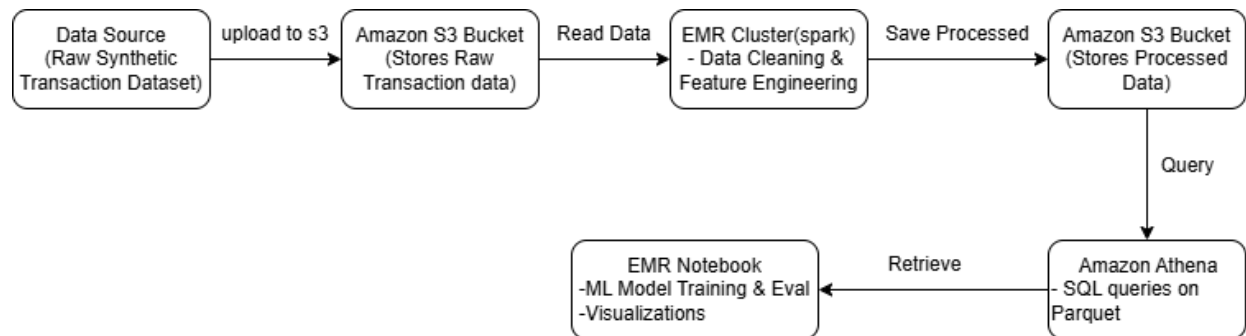 Data Source
(Raw Synthetic
Transaction Dataset)
upload to s3
Amazon S3 Bucket
(Stores Raw
Transaction data)
Read Data
EMR Cluster(spark)
- Data Cleaning &
Feature Engineering
Save Processed
Amazon S3 Bucket
(Stores Processed
Data)
Query
Amazon Athena
- SQL queries on
Parquet
Retrieve
EMR Notebook
-ML Model Training & Eval
-Visualizations